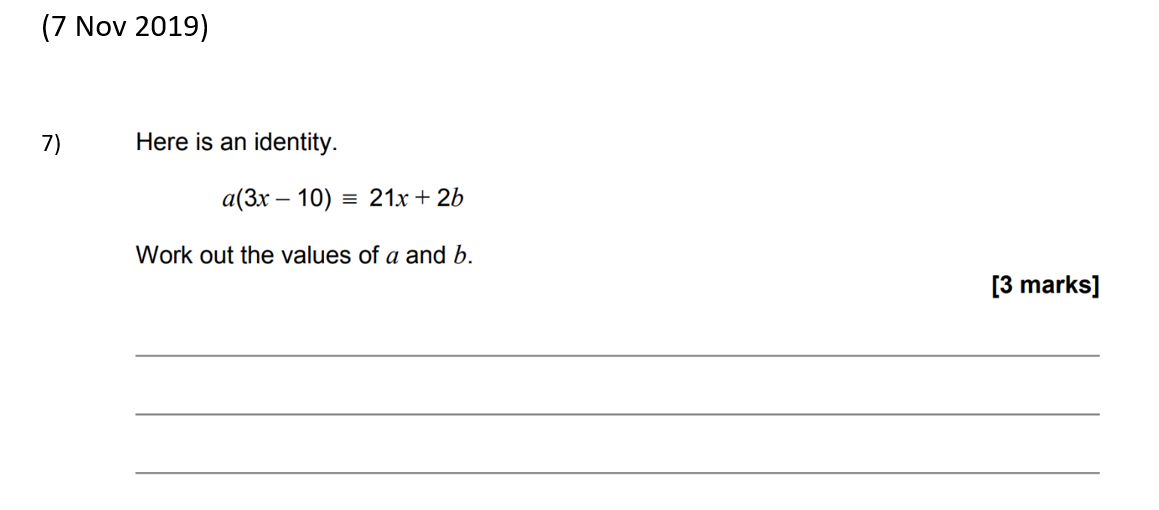 (7 Nov 2019)
7) Here is an identity.
a(3x – 10) ≡ 21x + 2b
Work out the values of a and b.
[3 marks]